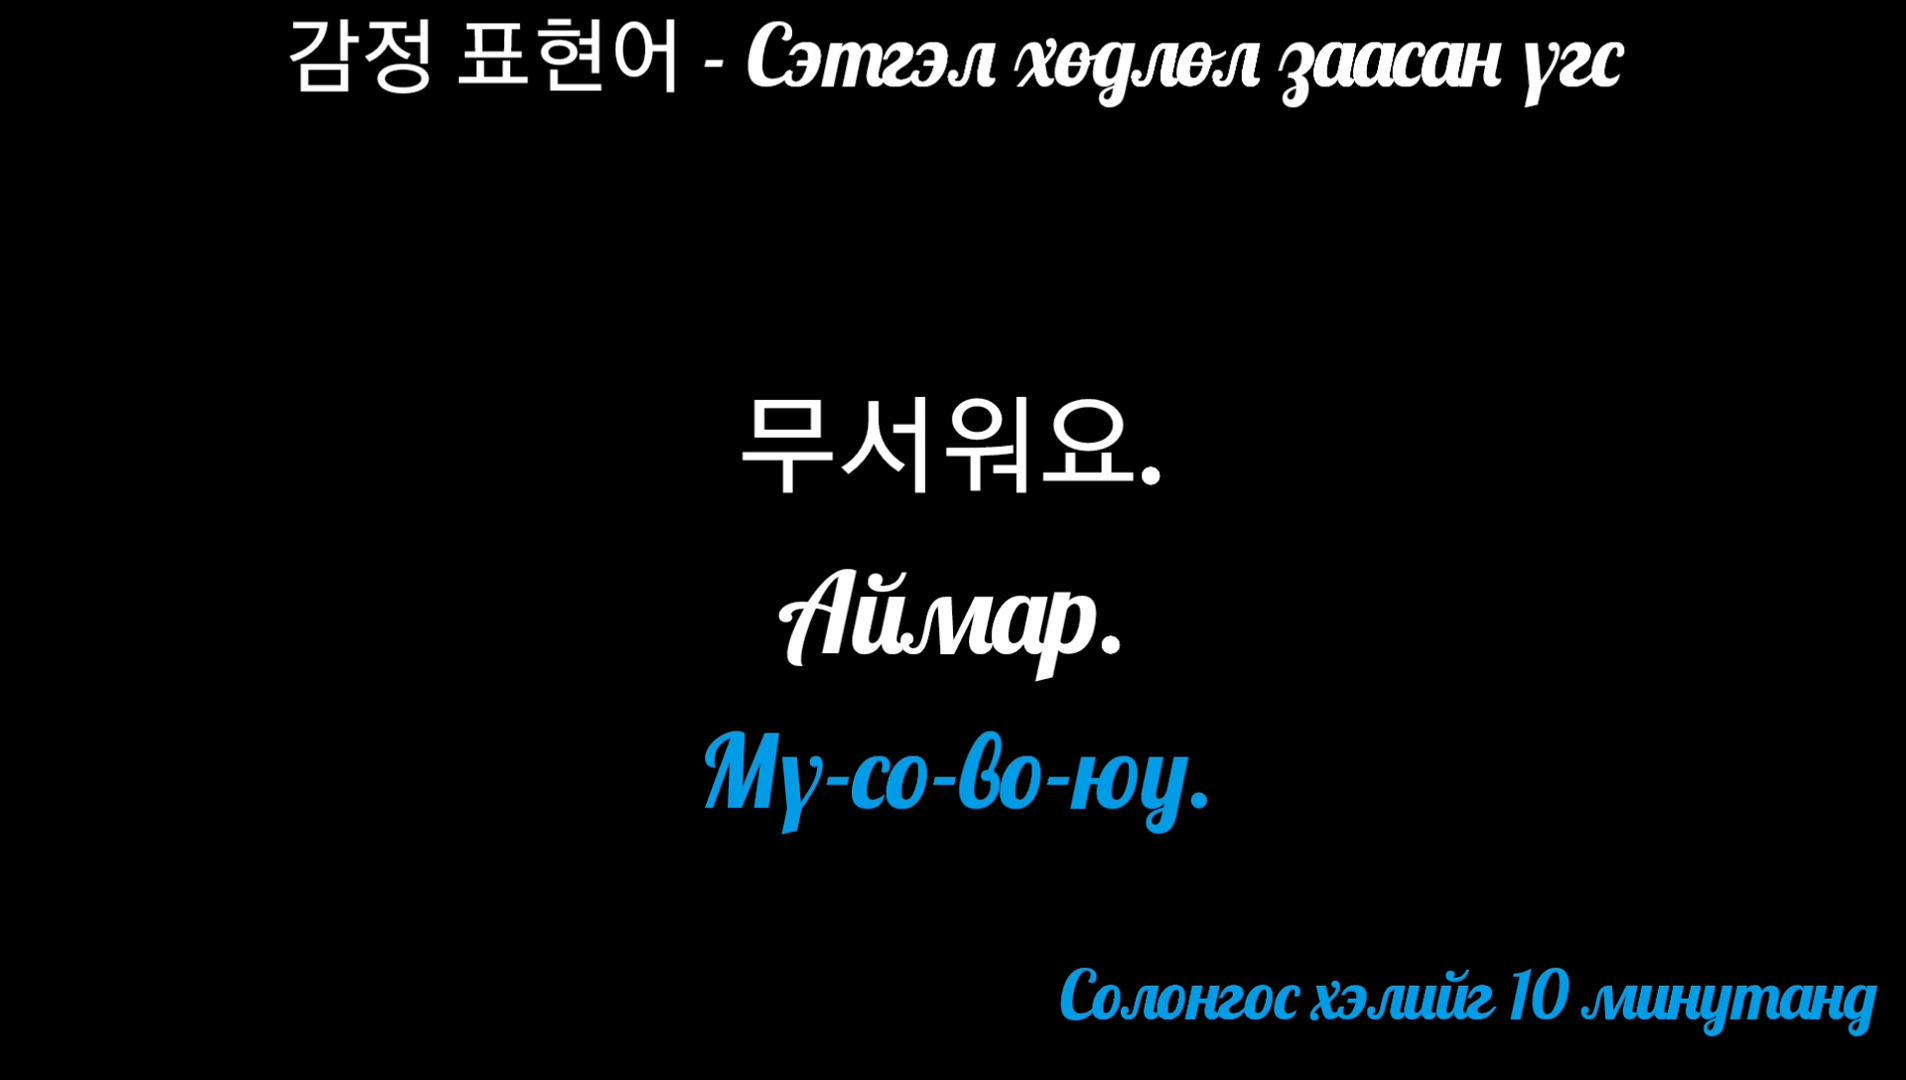 감정 표현어 - Сэтгэл хөдлөл заасан үгс
무서워요.
Аймар.
Мү-со-во-юу.
Солонгос хэлийг 10 минутанд